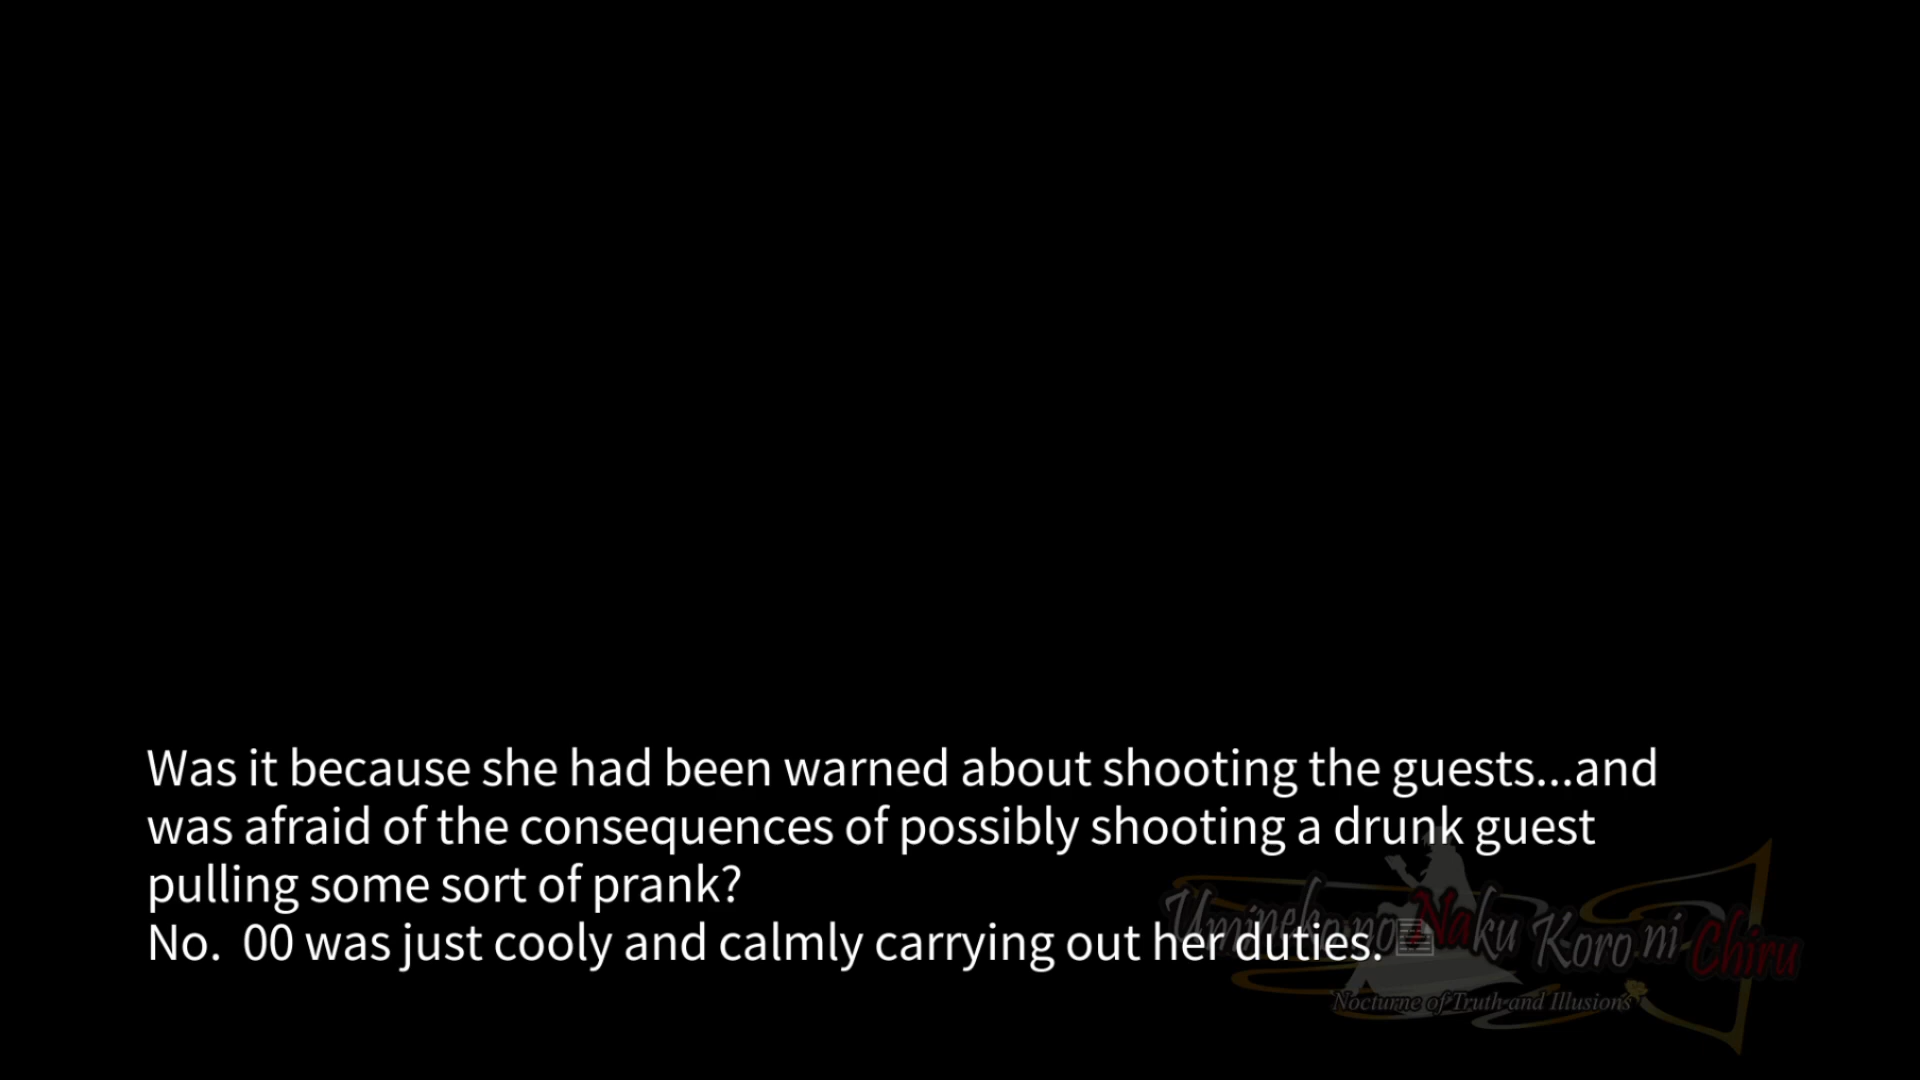 Was it because she had been warned about shooting the guests...and
was afraid of the consequences of possibly shooting a drunk guest
pulling some sort of prank?
No.  00 was just cooly and calmly carrying out her duties.
Umineko no Naku Koro ni Chiru
Nocturne of Truth and Illusions